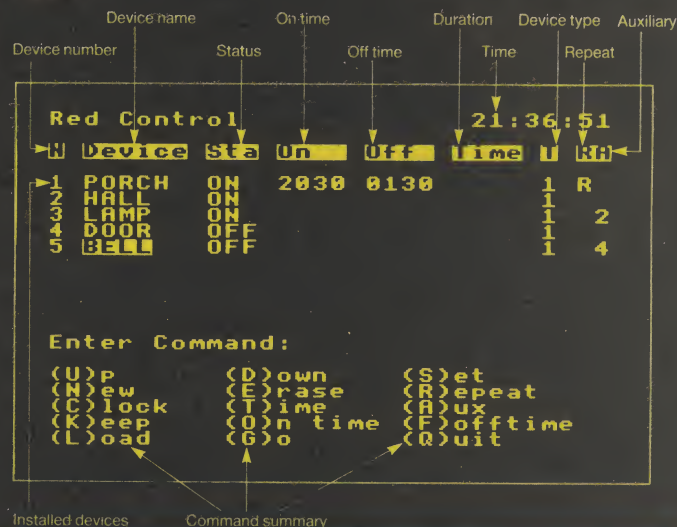 Device name On time Duration Device type Auxiliary
Device number Status Off time Time Repeat
Red Control 21:36:51
N Device Sta On Off Time T RA
1 PORCH ON 2030 0130 1 R
2 HALL ON 1
3 LAMP ON 1 2
4 DOOR OFF 1
5 BELL OFF 1 4
Enter Command:
(U)p (D)own (S)et
(N)ew (E)rase (R)epeat
(C)lock (T)ime (A)ux
(K)eep (O)n time (F)offtime
(L)oad (G)o (Q)uit
Installed devices Command summary